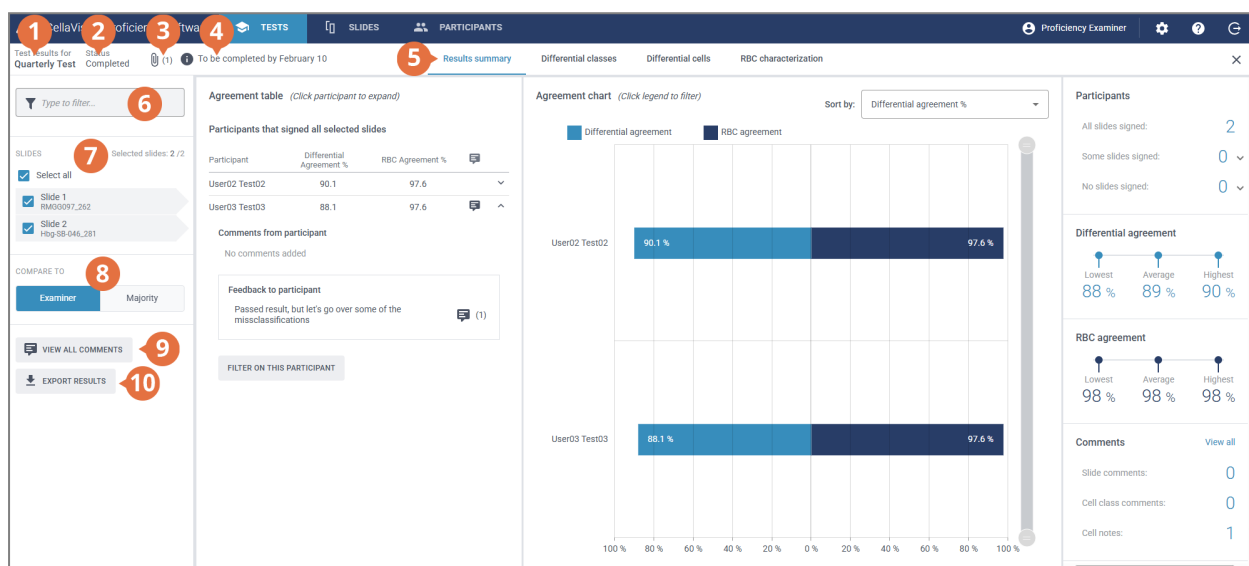 1 2 3 4
TESTS SLIDES PARTICIPANTS Proficiency Examiner
Test results for Status
Quarterly Test Completed (1) To be completed by February 10
5 Results summary Differential classes Differential cells RBC characterization
Type to filter... 6
SLIDES 7 Selected slides: 2 /2
Select all
Slide 1
RMGG097_262
Slide 2
Hbg-SB-046_281
COMPARE TO 8
Examiner Majority
VIEW ALL COMMENTS 9
EXPORT RESULTS 10
Agreement table (Click participant to expand)
Participants that signed all selected slides
Participant Differential Agreement % RBC Agreement %
User02 Test02 90.1 97.6
User03 Test03 88.1 97.6
Comments from participant
No comments added
Feedback to participant
Passed result, but let's go over some of the
missclassifications (1)
FILTER ON THIS PARTICIPANT
Agreement chart (Click legend to filter)
Sort by: Differential agreement %
Differential agreement RBC agreement
User02 Test02 90.1 % 97.6 %
User03 Test03 88.1 % 97.6 %
100 % 80 % 60 % 40 % 20 % 0 % 20 % 40 % 60 % 80 % 100 %
Participants
All slides signed: 2
Some slides signed: 0
No slides signed: 0
Differential agreement
Lowest Average Highest
88 % 89 % 90 %
RBC agreement
Lowest Average Highest
98 % 98 % 98 %
Comments View all
Slide comments: 0
Cell class comments: 0
Cell notes: 1